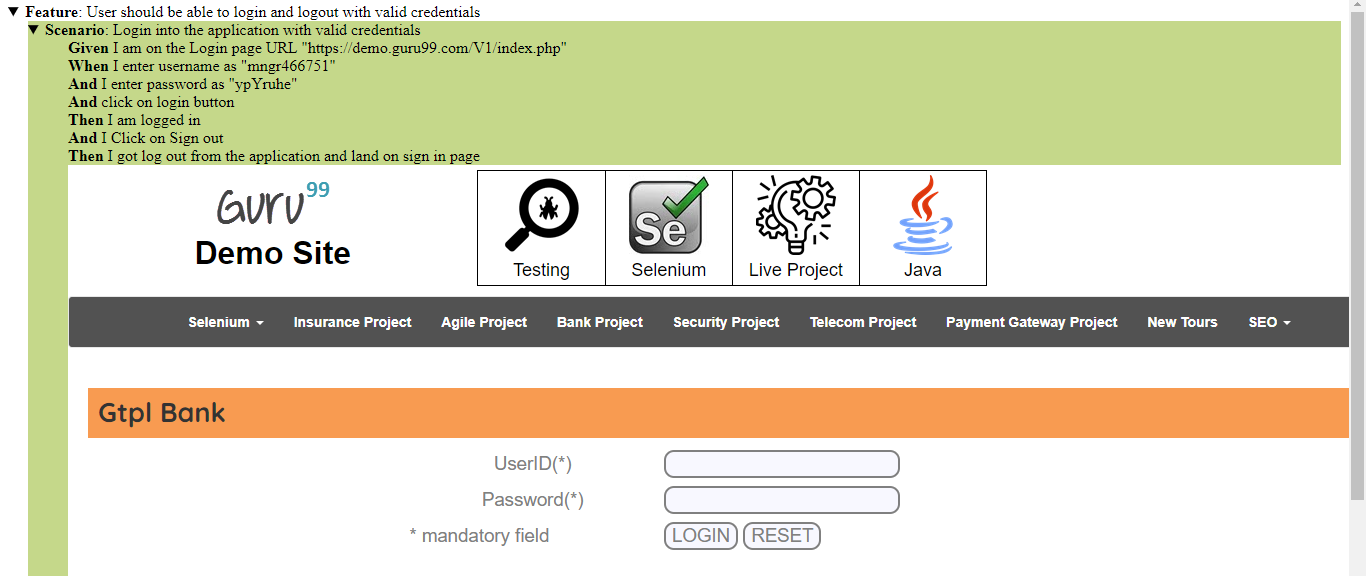 ▼ Feature: User should be able to login and logout with valid credentials
▼ Scenario: Login into the application with valid credentials
Given I am on the Login page URL "https://demo.guru99.com/V1/index.php"
When I enter username as "mngr466751"
And I enter password as "ypYruhe"
And click on login button
Then I am logged in
And I Click on Sign out
Then I got log out from the application and land on sign in page
Guru99
Demo Site
Se
Testing Selenium Live Project Java
Selenium Insurance Project Agile Project Bank Project Security Project Telecom Project Payment Gateway Project New Tours SEO
Gtpl Bank
UserID(*)
Password(*)
* mandatory field LOGIN RESET